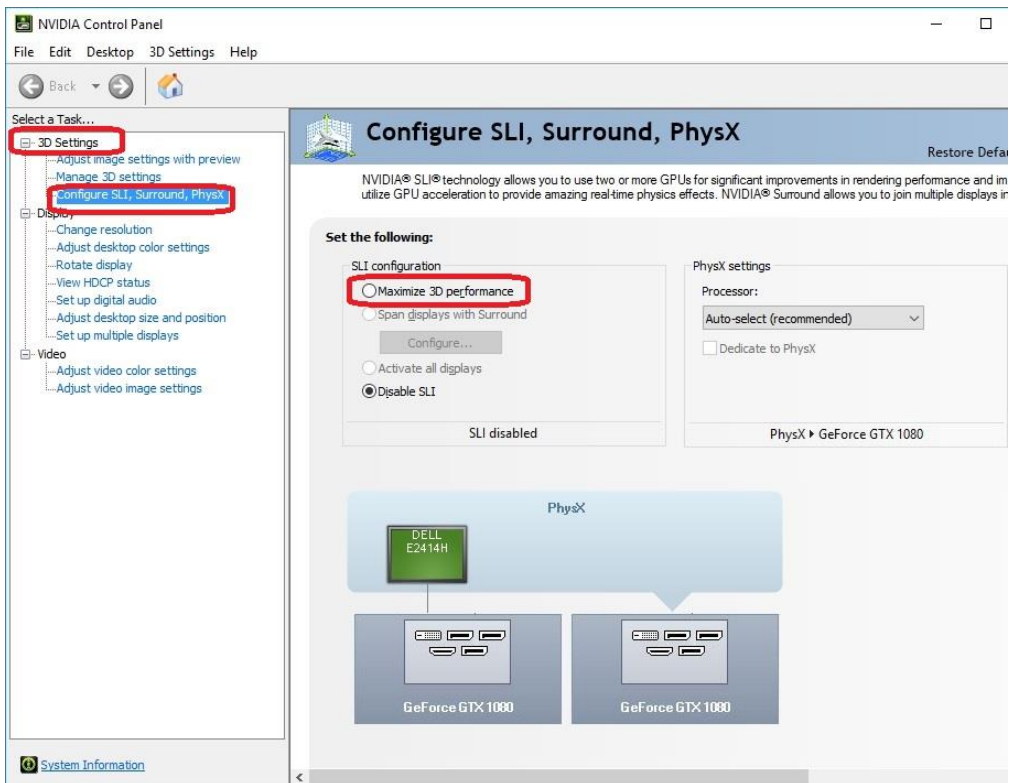 NVIDIA Control Panel
File Edit Desktop 3D Settings Help
Back
Select a Task...
3D Settings
Adjust image settings with preview
Manage 3D settings
Configure SLI, Surround, PhysX
Display
Change resolution
Adjust desktop color settings
Rotate display
View HDCP status
Set up digital audio
Adjust desktop size and position
Set up multiple displays
Video
Adjust video color settings
Adjust video image settings
System Information
Configure SLI, Surround, PhysX
Restore Defau
NVIDIA® SLI® technology allows you to use two or more GPUs for significant improvements in rendering performance and im
utilize GPU acceleration to provide amazing real-time physics effects. NVIDIA® Surround allows you to join multiple displays in
Set the following:
SLI configuration
Maximize 3D performance
Span displays with Surround
Configure...
Activate all displays
Disable SLI
SLI disabled
PhysX settings
Processor:
Auto-select (recommended)
Dedicate to PhysX
PhysX GeForce GTX 1080
PhysX
DELL
E2414H
GeForce GTX 1080
GeForce GTX 1080